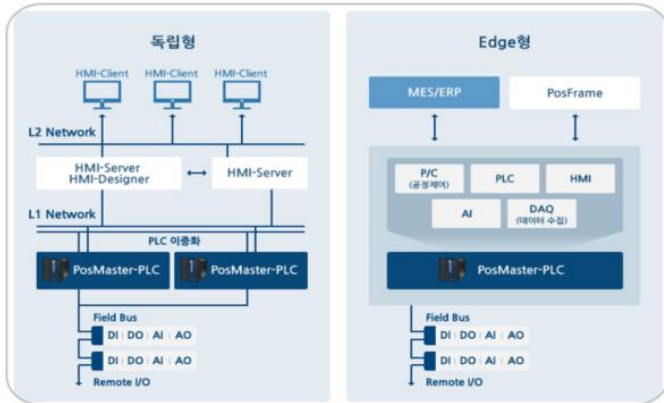 독립형
HMI-Client HMI-Client HMI-Client
L2 Network
HMI-Server
HMI-Designer
HMI-Server
L1 Network
PLC 이중화
PosMaster-PLC PosMaster-PLC
Field Bus
DI DO AI AO
DI DO AI AO
Remote I/O
Edge형
MES/ERP PosFrame
P/C
(공정제어)
PLC HMI
AI
DAQ
(데이터 수집)
PosMaster-PLC
Field Bus
DI DO AI AO
DI DO AI AO
Remote I/O